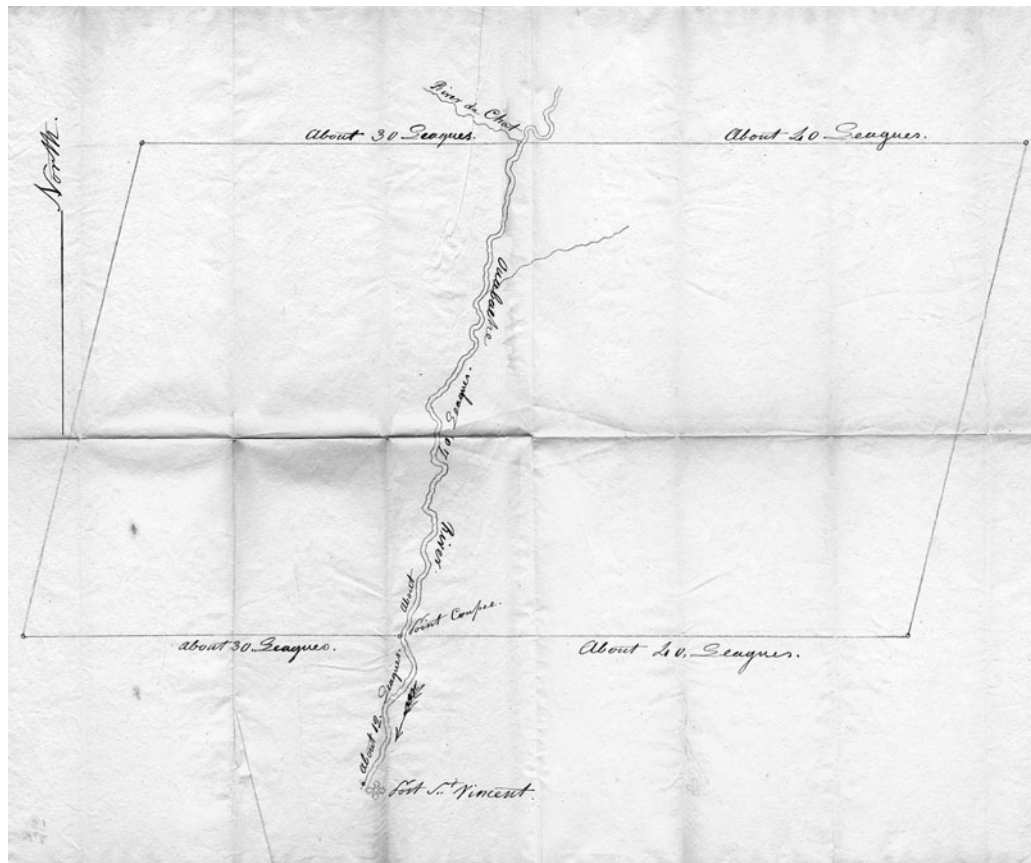 River du Chat
About 30 Leagues.
About 40 Leagues.
North.
Ouabache
Leagues.
River
About
Point Coupee.
About 30. Leagues.
About 40. Leagues.
About 12. Leagues.
Fort St. Vincent.